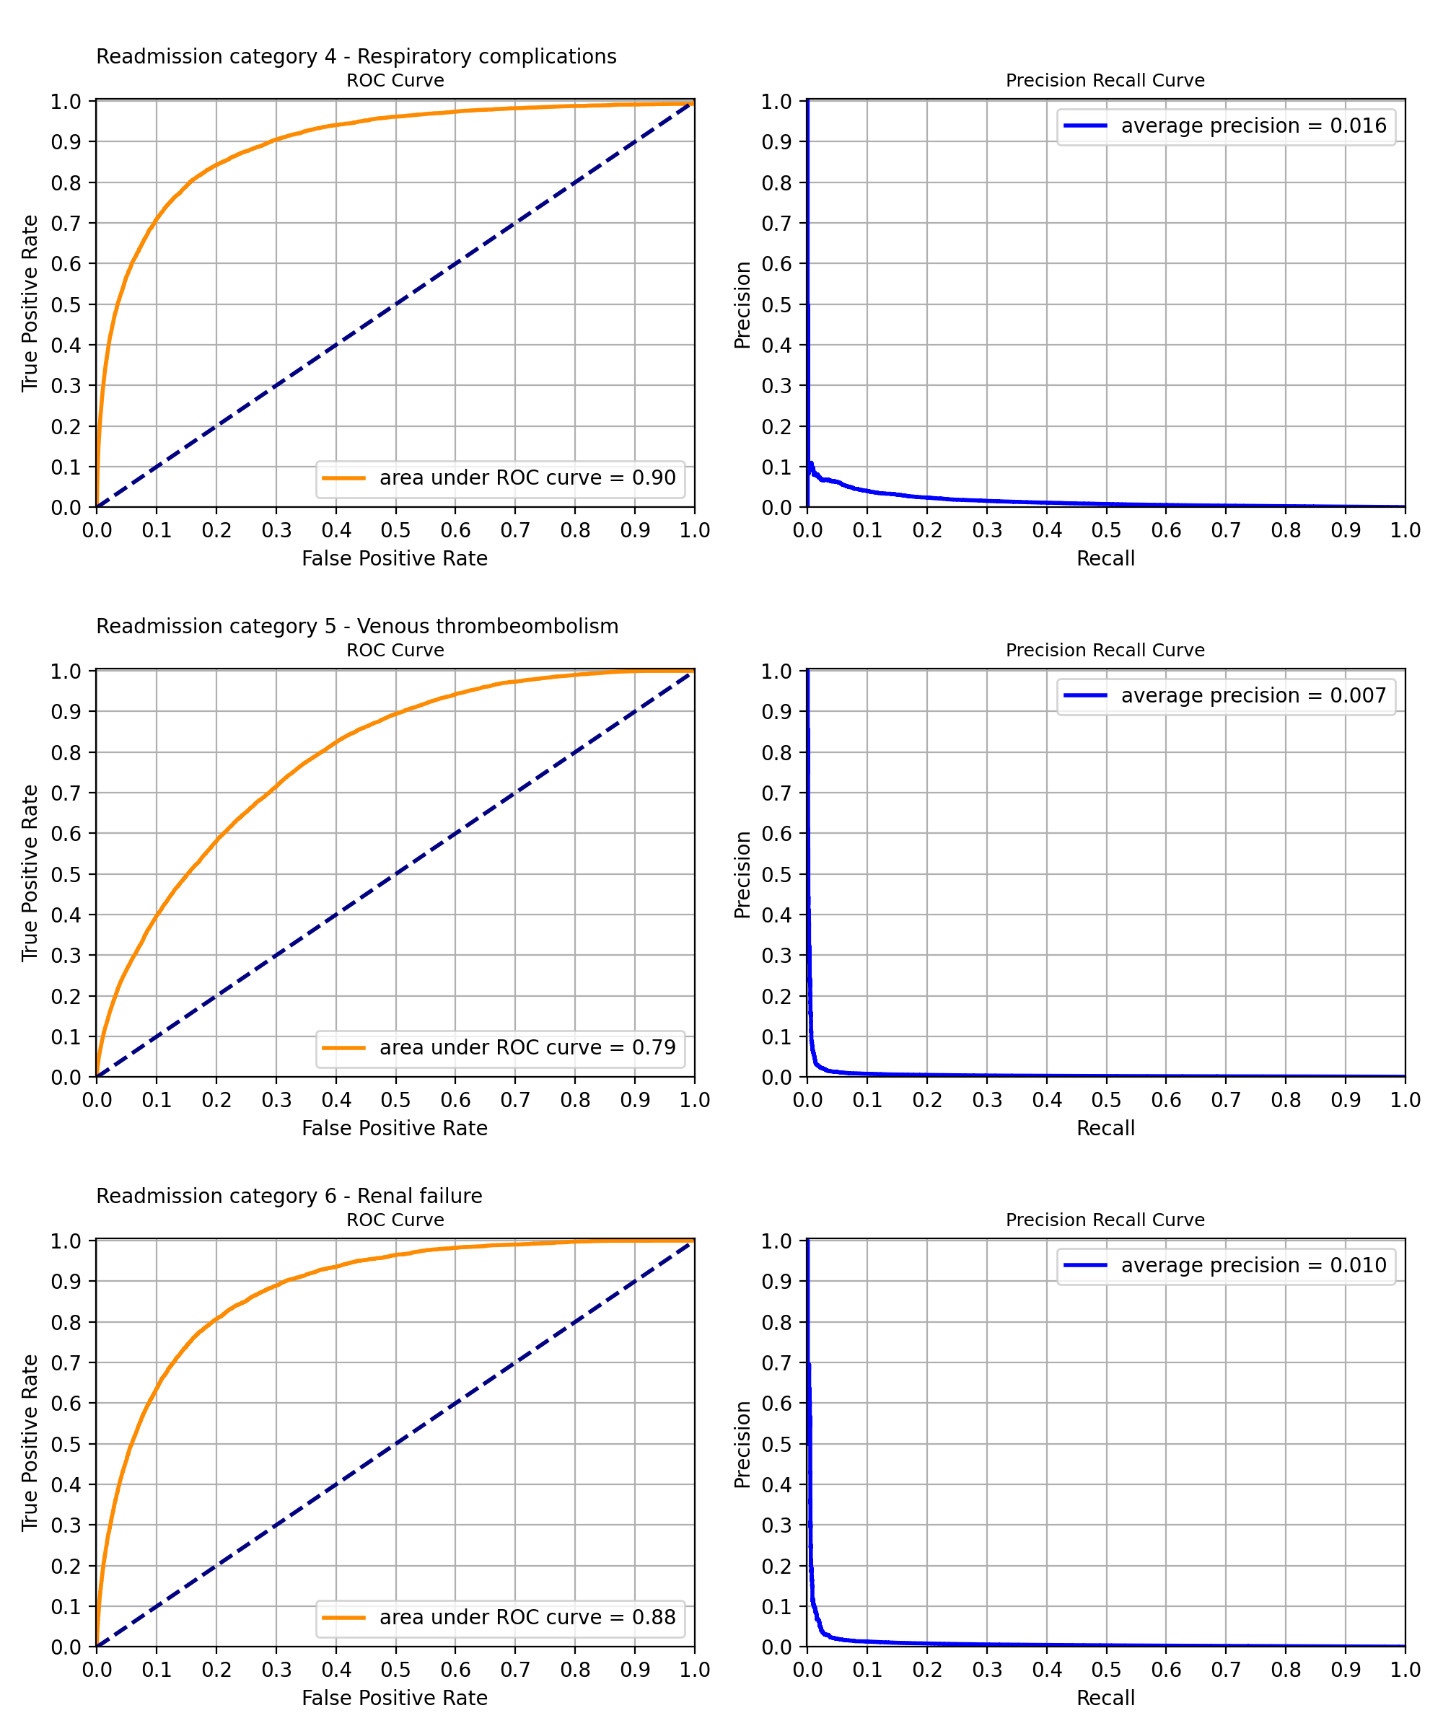 Readmission category 4 - Respiratory complications
ROC Curve
1.0
0.9
0.8
0.7
0.6
0.5
0.4
0.3
0.2
0.1
0.0
True Positive Rate
area under ROC curve = 0.90
0.0 0.1 0.2 0.3 0.4 0.5 0.6 0.7 0.8 0.9 1.0
False Positive Rate
Precision Recall Curve
1.0
0.9
0.8
0.7
0.6
0.5
0.4
0.3
0.2
0.1
0.0
Precision
average precision = 0.016
0.0 0.1 0.2 0.3 0.4 0.5 0.6 0.7 0.8 0.9 1.0
Recall
Readmission category 5 - Venous thrombeombolism
ROC Curve
1.0
0.9
0.8
0.7
0.6
0.5
0.4
0.3
0.2
0.1
0.0
True Positive Rate
area under ROC curve = 0.79
0.0 0.1 0.2 0.3 0.4 0.5 0.6 0.7 0.8 0.9 1.0
False Positive Rate
Precision Recall Curve
1.0
0.9
0.8
0.7
0.6
0.5
0.4
0.3
0.2
0.1
0.0
Precision
average precision = 0.007
0.0 0.1 0.2 0.3 0.4 0.5 0.6 0.7 0.8 0.9 1.0
Recall
Readmission category 6 - Renal failure
ROC Curve
1.0
0.9
0.8
0.7
0.6
0.5
0.4
0.3
0.2
0.1
0.0
True Positive Rate
area under ROC curve = 0.88
0.0 0.1 0.2 0.3 0.4 0.5 0.6 0.7 0.8 0.9 1.0
False Positive Rate
Precision Recall Curve
1.0
0.9
0.8
0.7
0.6
0.5
0.4
0.3
0.2
0.1
0.0
Precision
average precision = 0.010
0.0 0.1 0.2 0.3 0.4 0.5 0.6 0.7 0.8 0.9 1.0
Recall